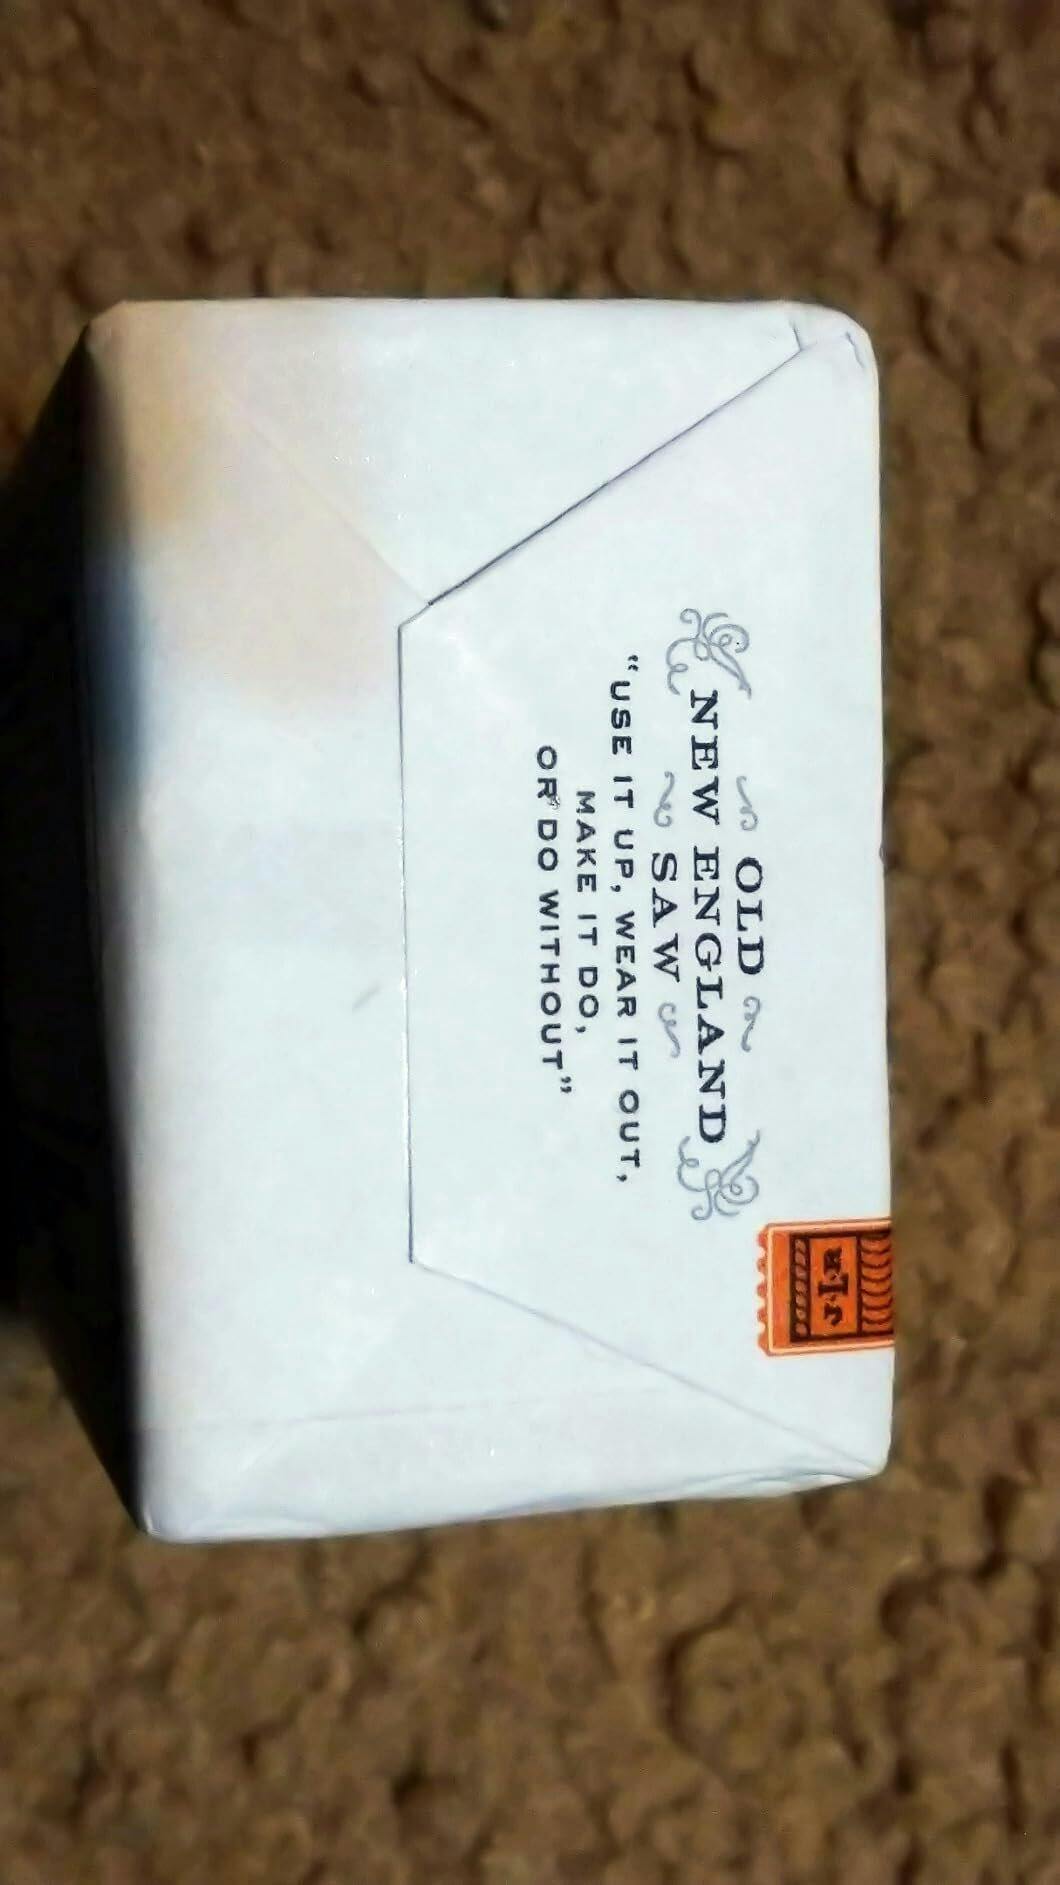 OLD
NEW ENGLAND
SAW
"USE IT UP, WEAR IT OUT,
MAKE IT DO,
OR DO WITHOUT"